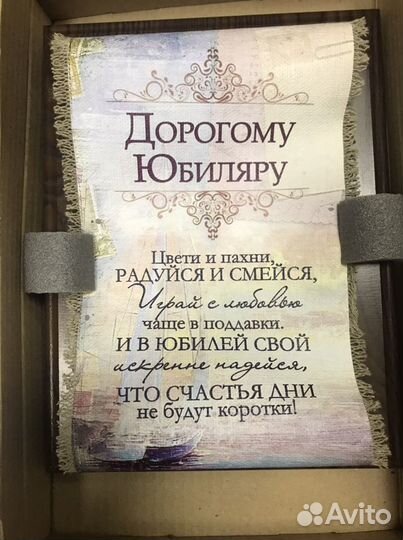 Дорогому
Юбиляру
Цвети и пахни,
радуйся и смейся,
Играй с любовью
чаще в поддавки.
И в юбилей свой
искренне надейся,
что счастья дни
не будут коротки!
Avito